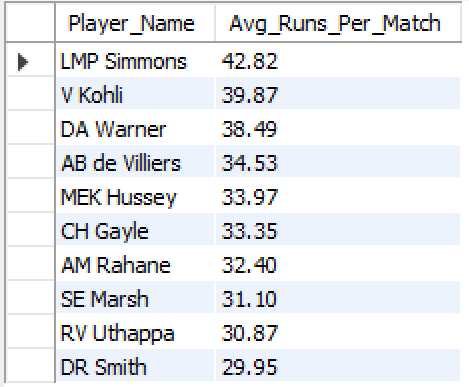 Player_Name Avg_Runs_Per_Match
LMP Simmons 42.82
V Kohli 39.87
DA Warner 38.49
AB de Villiers 34.53
MEK Hussey 33.97
CH Gayle 33.35
AM Rahane 32.40
SE Marsh 31.10
RV Uthappa 30.87
DR Smith 29.95